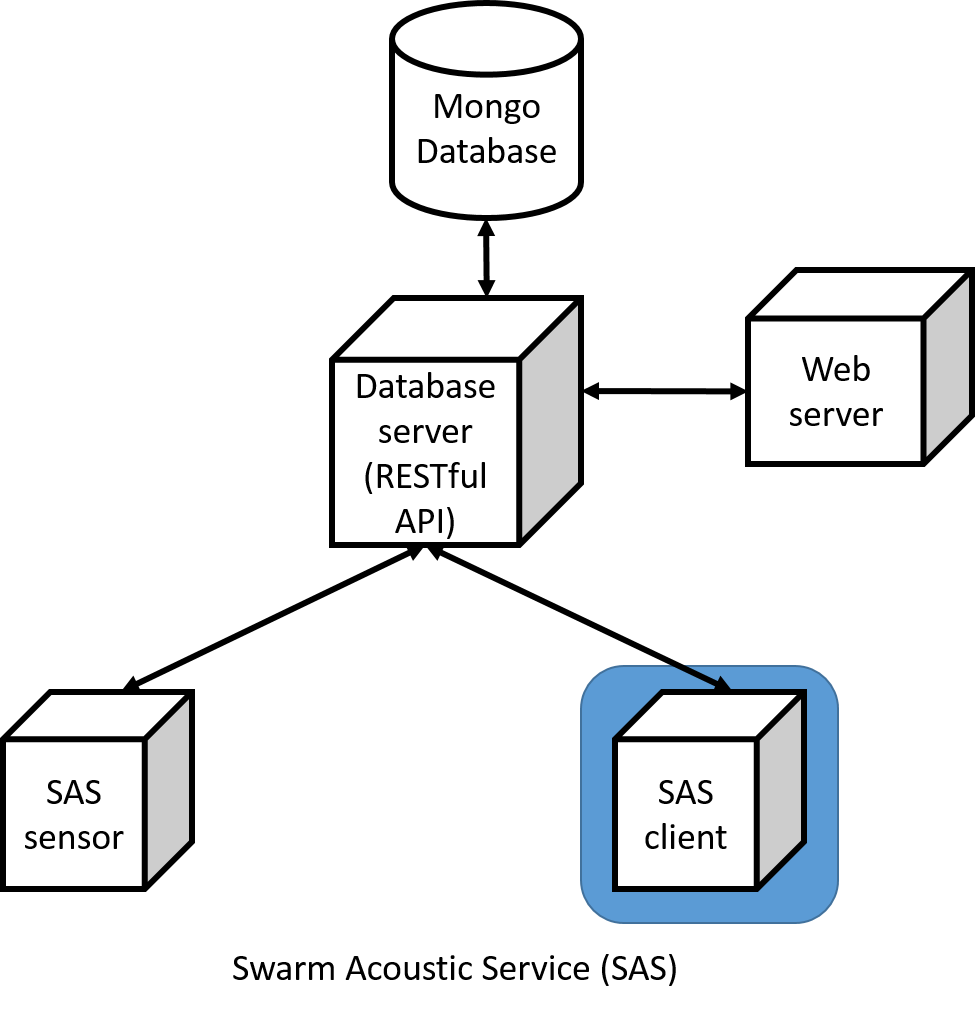 Mongo
Database
Database
server
(RESTful
API)
Web
server
SAS
sensor
SAS
client
Swarm Acoustic Service (SAS)